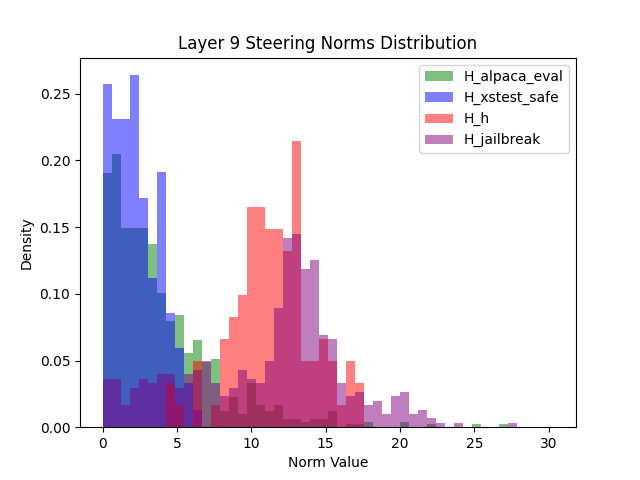 Layer 9 Steering Norms Distribution
H_alpaca_eval
H_xstest_safe
H_h
H_jailbreak
Density
0.25
0.20
0.15
0.10
0.05
0.00
0 5 10 15 20 25 30
Norm Value